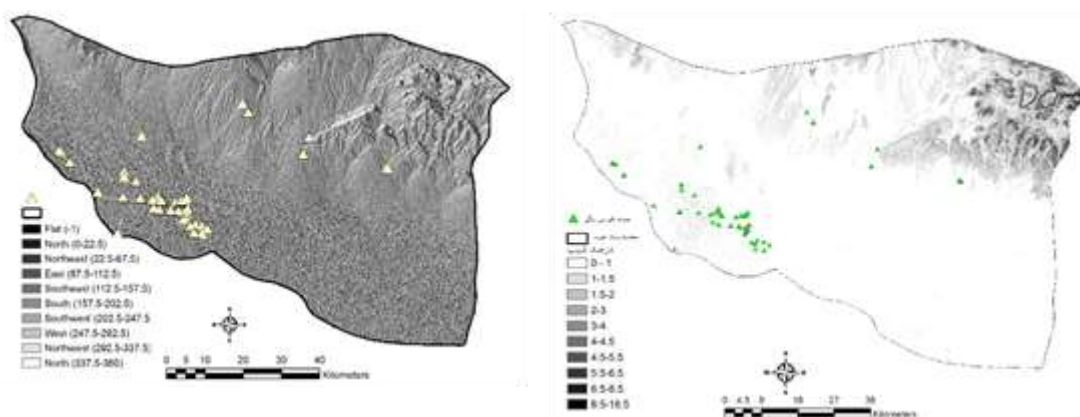 Flat (-1)
North (0-22.5)
Northeast (22.5-67.5)
East (67.5-112.5)
Southeast (112.5-157.5)
South (157.5-202.5)
Southwest (202.5-247.5
West (247.5-292.5)
Northwest (292.5-337.5)
North (337.5-360)
0 5 10 20 30 40
Kilometers
0 - 1
1-1.5
1.5-2
2-3
3-4
4-4.5
4.5-5.5
5.5-6.5
6.5-8.5
8.5-16.5
0 4.5 9 18 27 36
Kilometers